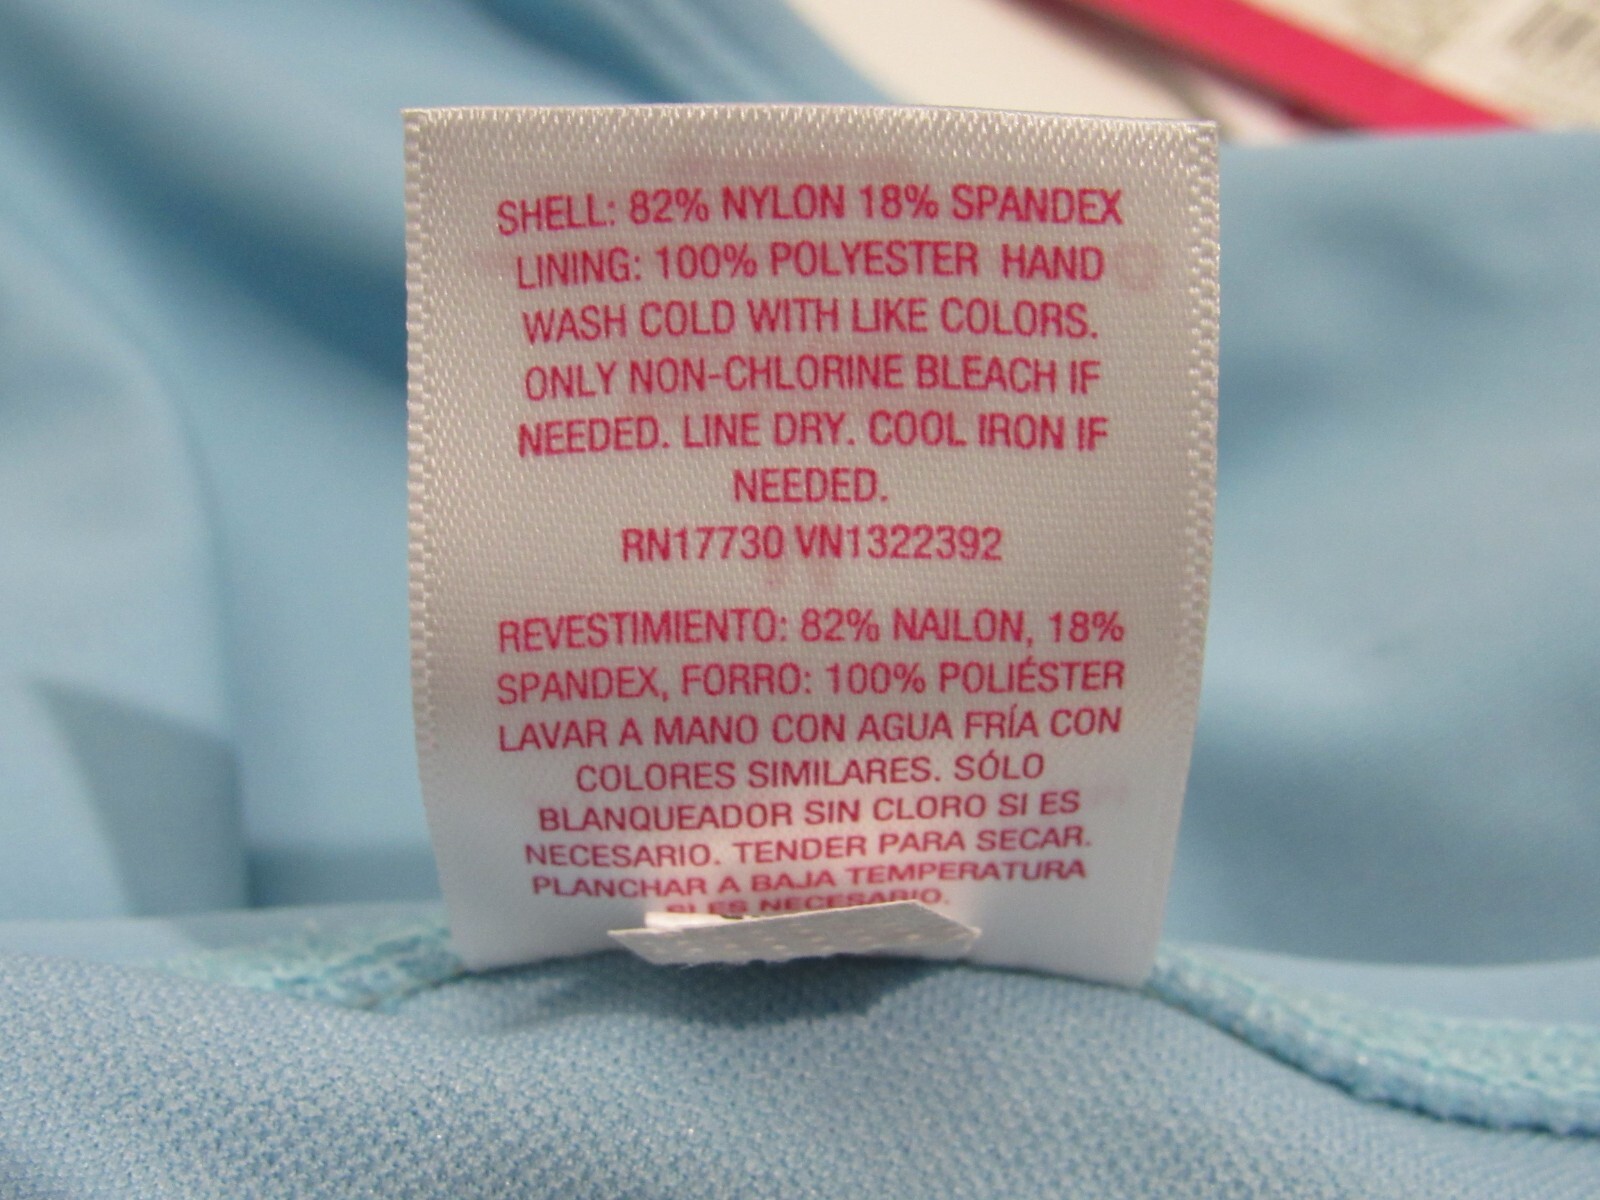 SHELL: 82% NYLON 18% SPANDEX
LINING: 100% POLYESTER HAND
WASH COLD WITH LIKE COLORS.
ONLY NON-CHLORINE BLEACH IF
NEEDED. LINE DRY. COOL IRON IF
NEEDED.
RN17730 VN1322392
REVESTIMIENTO: 82% NAILON, 18%
SPANDEX, FORRO: 100% POLIÉSTER
LAVAR A MANO CON AGUA FRÍA CON
COLORES SIMILARES. SÓLO
BLANQUEADOR SIN CLORO SI ES
NECESARIO. TENDER PARA SECAR.
PLANCHAR A BAJA TEMPERATURA
SI ES NECESARIO.